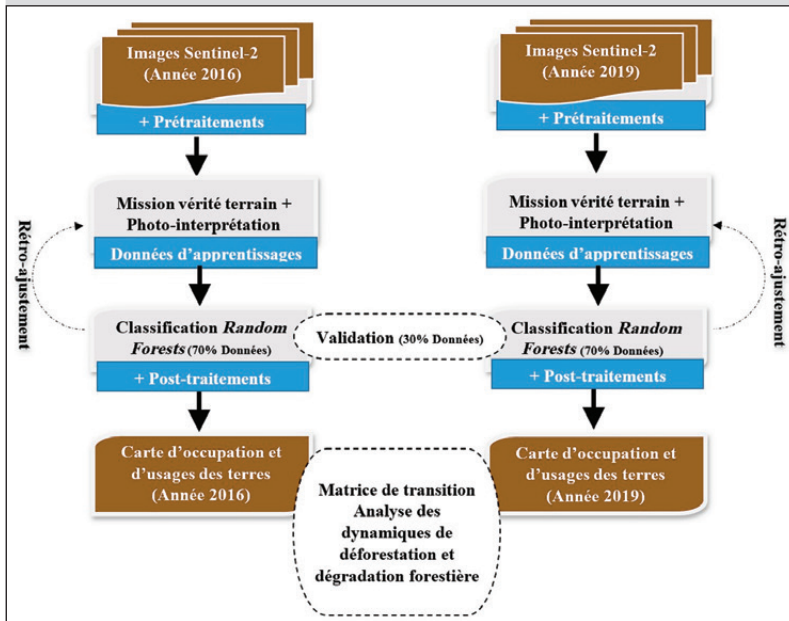 Images Sentinel-2
(Année 2016)
+ Prétraitements
Mission vérité terrain +
Photo-interprétation
Données d'apprentissages
Rétro-ajustement
Classification Random
Forests (70% Données)
+ Post-traitements
Carte d'occupation et
d'usages des terres
(Année 2016)
Validation (30% Données)
Matrice de transition
Analyse des
dynamiques de
déforestation et
dégradation forestière
Images Sentinel-2
(Année 2019)
+ Prétraitements
Mission vérité terrain +
Photo-interprétation
Données d'apprentissages
Rétro-ajustement
Classification Random
Forests (70% Données)
+ Post-traitements
Carte d'occupation et
d'usages des terres
(Année 2019)